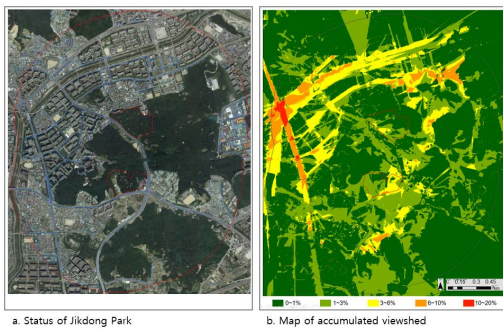 0 0.15 0.3 0.45
0~1% 1~3% 3~6% 6~10% 10~20%
a. Status of Jikdong Park
b. Map of accumulated viewshed